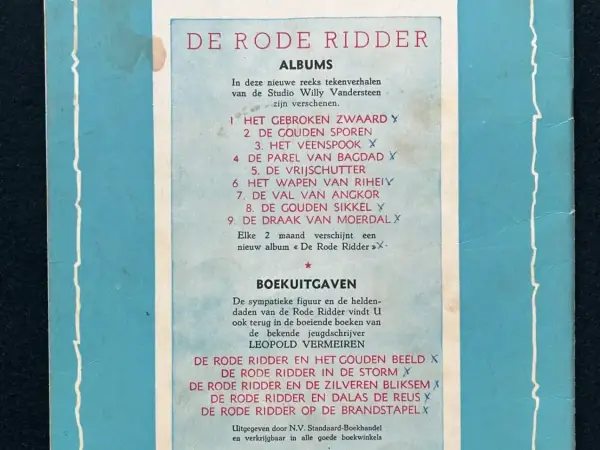 DE RODE RIDDER
ALBUMS
In deze nieuwe reeks tekenverhalen
van de Studio Willy Vandersteen
zijn verschenen.
1 HET GEBROKEN ZWAARD x
2. DE GOUDEN SPOREN
3. HET VEENSPOOK x
4 DE PAREL VAN BAGDAD x
5. DE VRIJSCHUTTER
6 HET WAPEN VAN RIHEI x
7. DE VAL VAN ANGKOR
8. DE GOUDEN SIKKEL x
9. DE DRAAK VAN MOERDAL x
Elke 2 maand verschijnt een
nieuw album « De Rode Ridder » x
★
BOEKUITGAVEN
De sympatieke figuur en de helden-
daden van de Rode Ridder vindt U
ook terug in de boeiende boeken van
de bekende jeugdschrijver
LEOPOLD VERMEIREN
DE RODE RIDDER EN HET GOUDEN BEELD x
DE RODE RIDDER IN DE STORM x
DE RODE RIDDER EN DE ZILVEREN BLIKSEM x
DE RODE RIDDER EN DALAS DE REUS x
DE RODE RIDDER OP DE BRANDSTAPEL x
Uitgegeven door N.V. Standaard-Boekhandel
en verkrijgbaar in alle goede boekwinkels